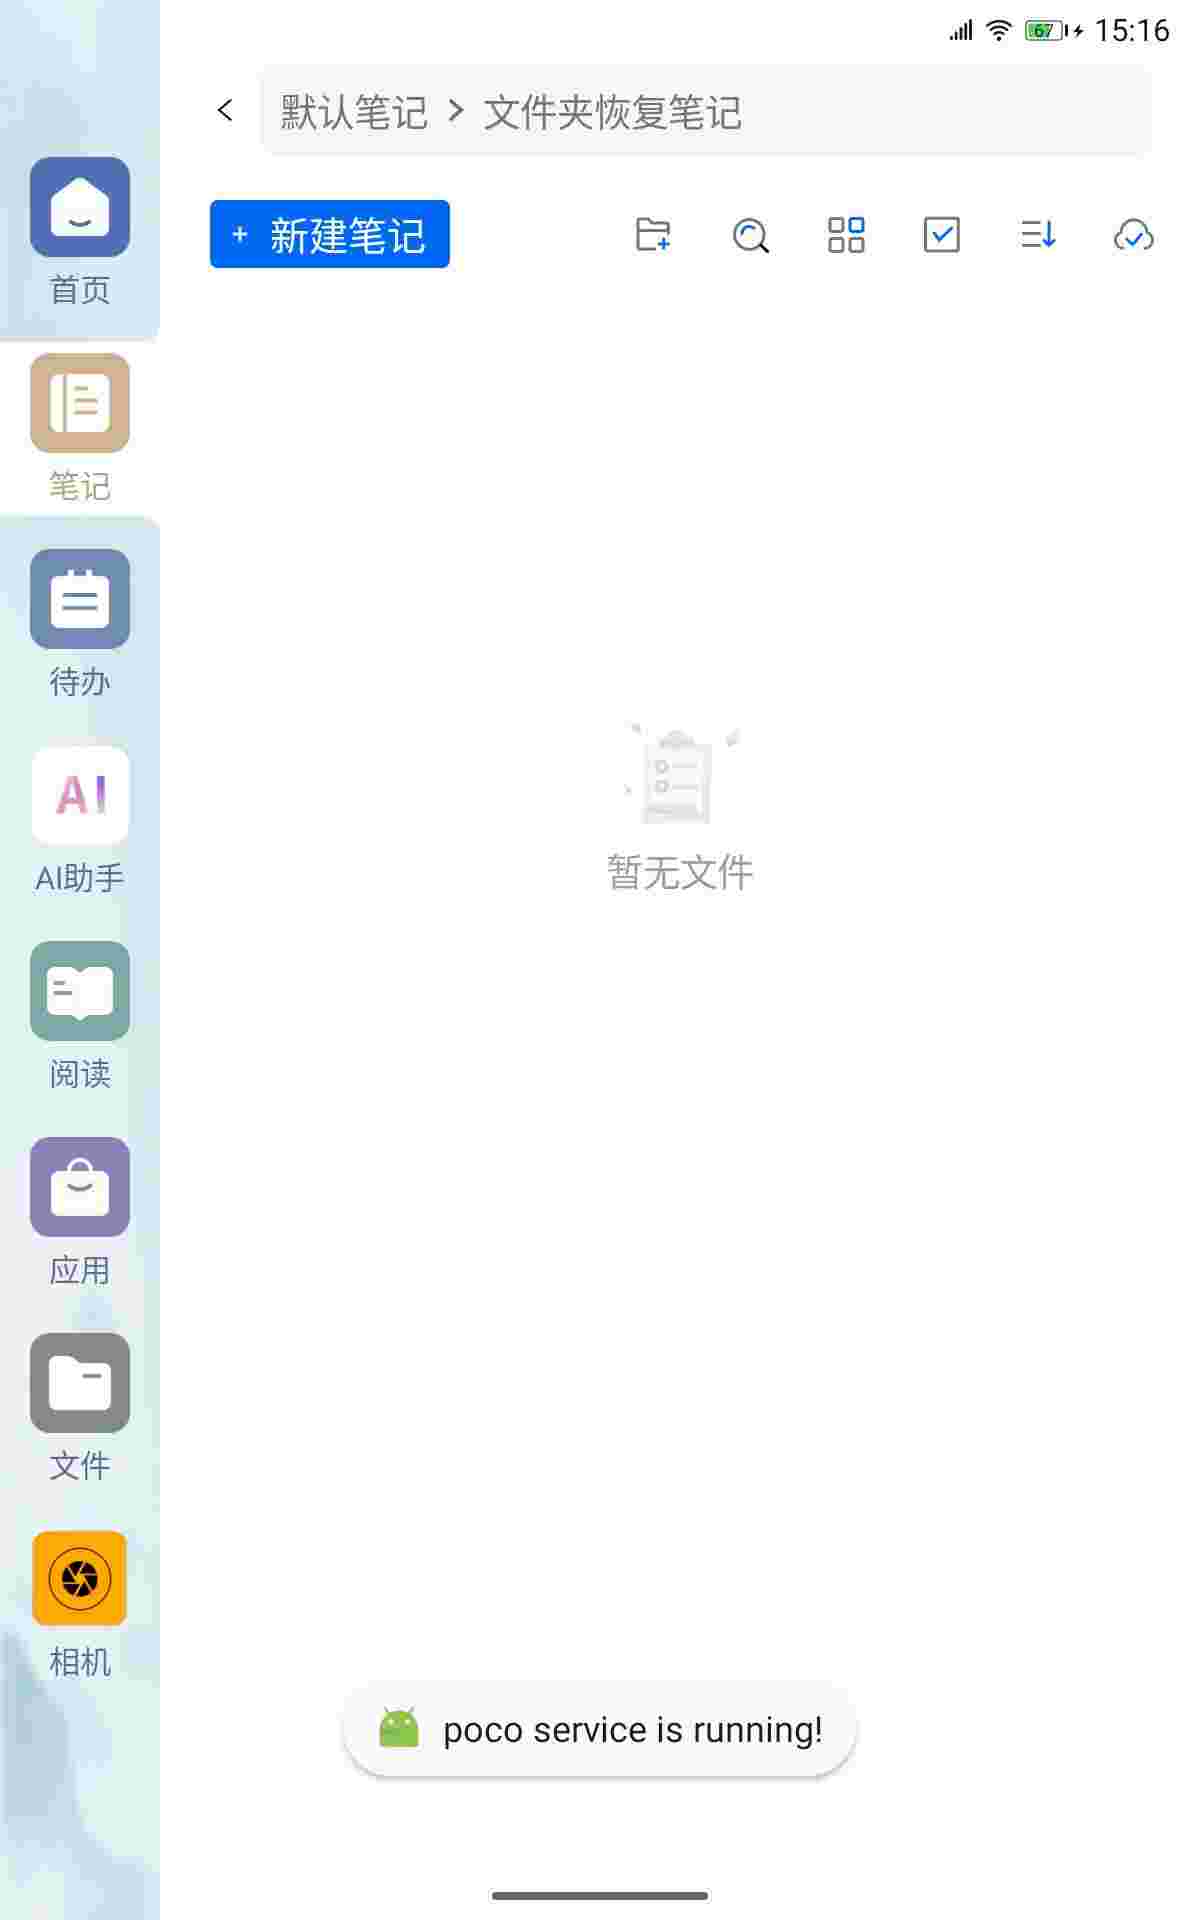 67 15:16
默认笔记 > 文件夹恢复笔记
+ 新建笔记
首页
笔记
待办
AI
AI助手
阅读
应用
文件
相机
暂无文件
poco service is running!